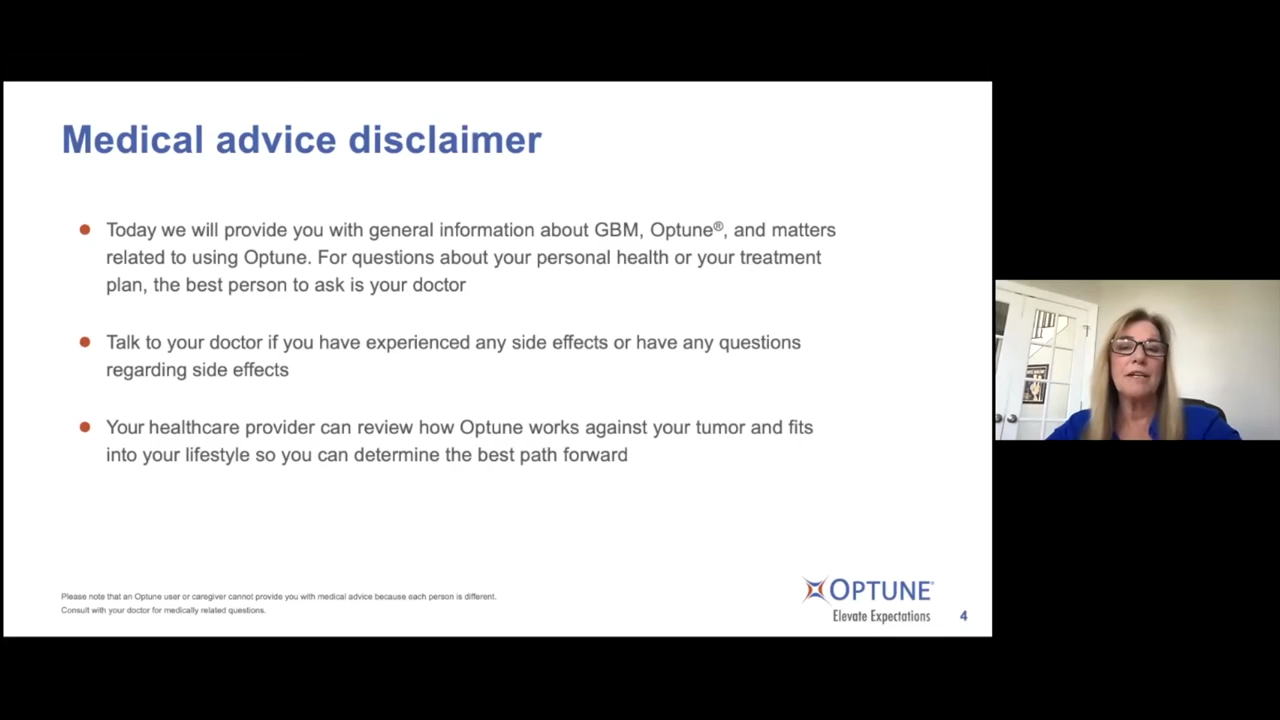 Medical advice disclaimer
Today we will provide you with general information about GBM, Optune®, and matters
related to using Optune. For questions about your personal health or your treatment
plan, the best person to ask is your doctor
Talk to your doctor if you have experienced any side effects or have any questions
regarding side effects
Your healthcare provider can review how Optune works against your tumor and fits
into your lifestyle so you can determine the best path forward
Please note that an Optune user or caregiver cannot provide you with medical advice because each person is different.
Consult with your doctor for medically related questions.
OPTUNE®
Elevate Expectations
4